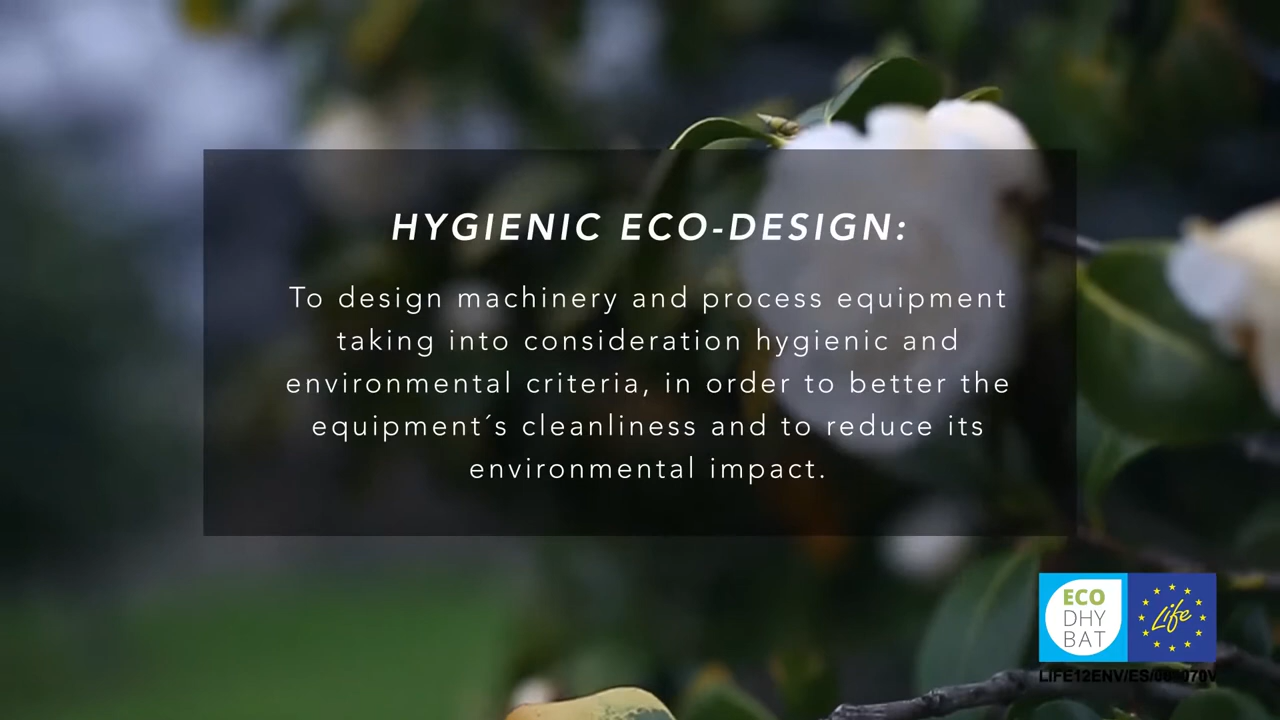 HYGIENIC ECO-DESIGN:
To design machinery and process equipment
taking into consideration hygienic and
environmental criteria, in order to better the
equipment´s cleanliness and to reduce its
environmental impact.
ECO
DHY
BAT
Life